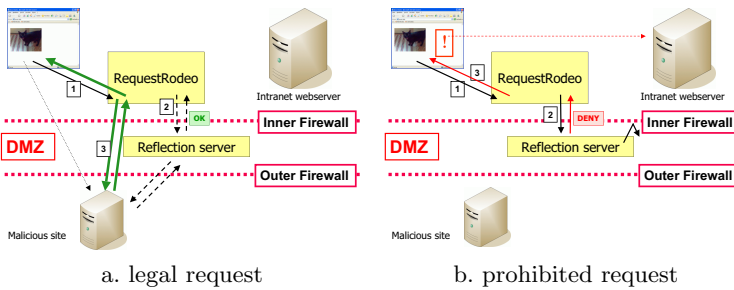 RequestRodeo
1
2
OK
3
Intranet webserver
Inner Firewall
DMZ
Reflection server
Outer Firewall
Malicious site
a. legal request
!
3
RequestRodeo
1
2
DENY
Intranet webserver
Inner Firewall
DMZ
Reflection server
Outer Firewall
Malicious site
b. prohibited request